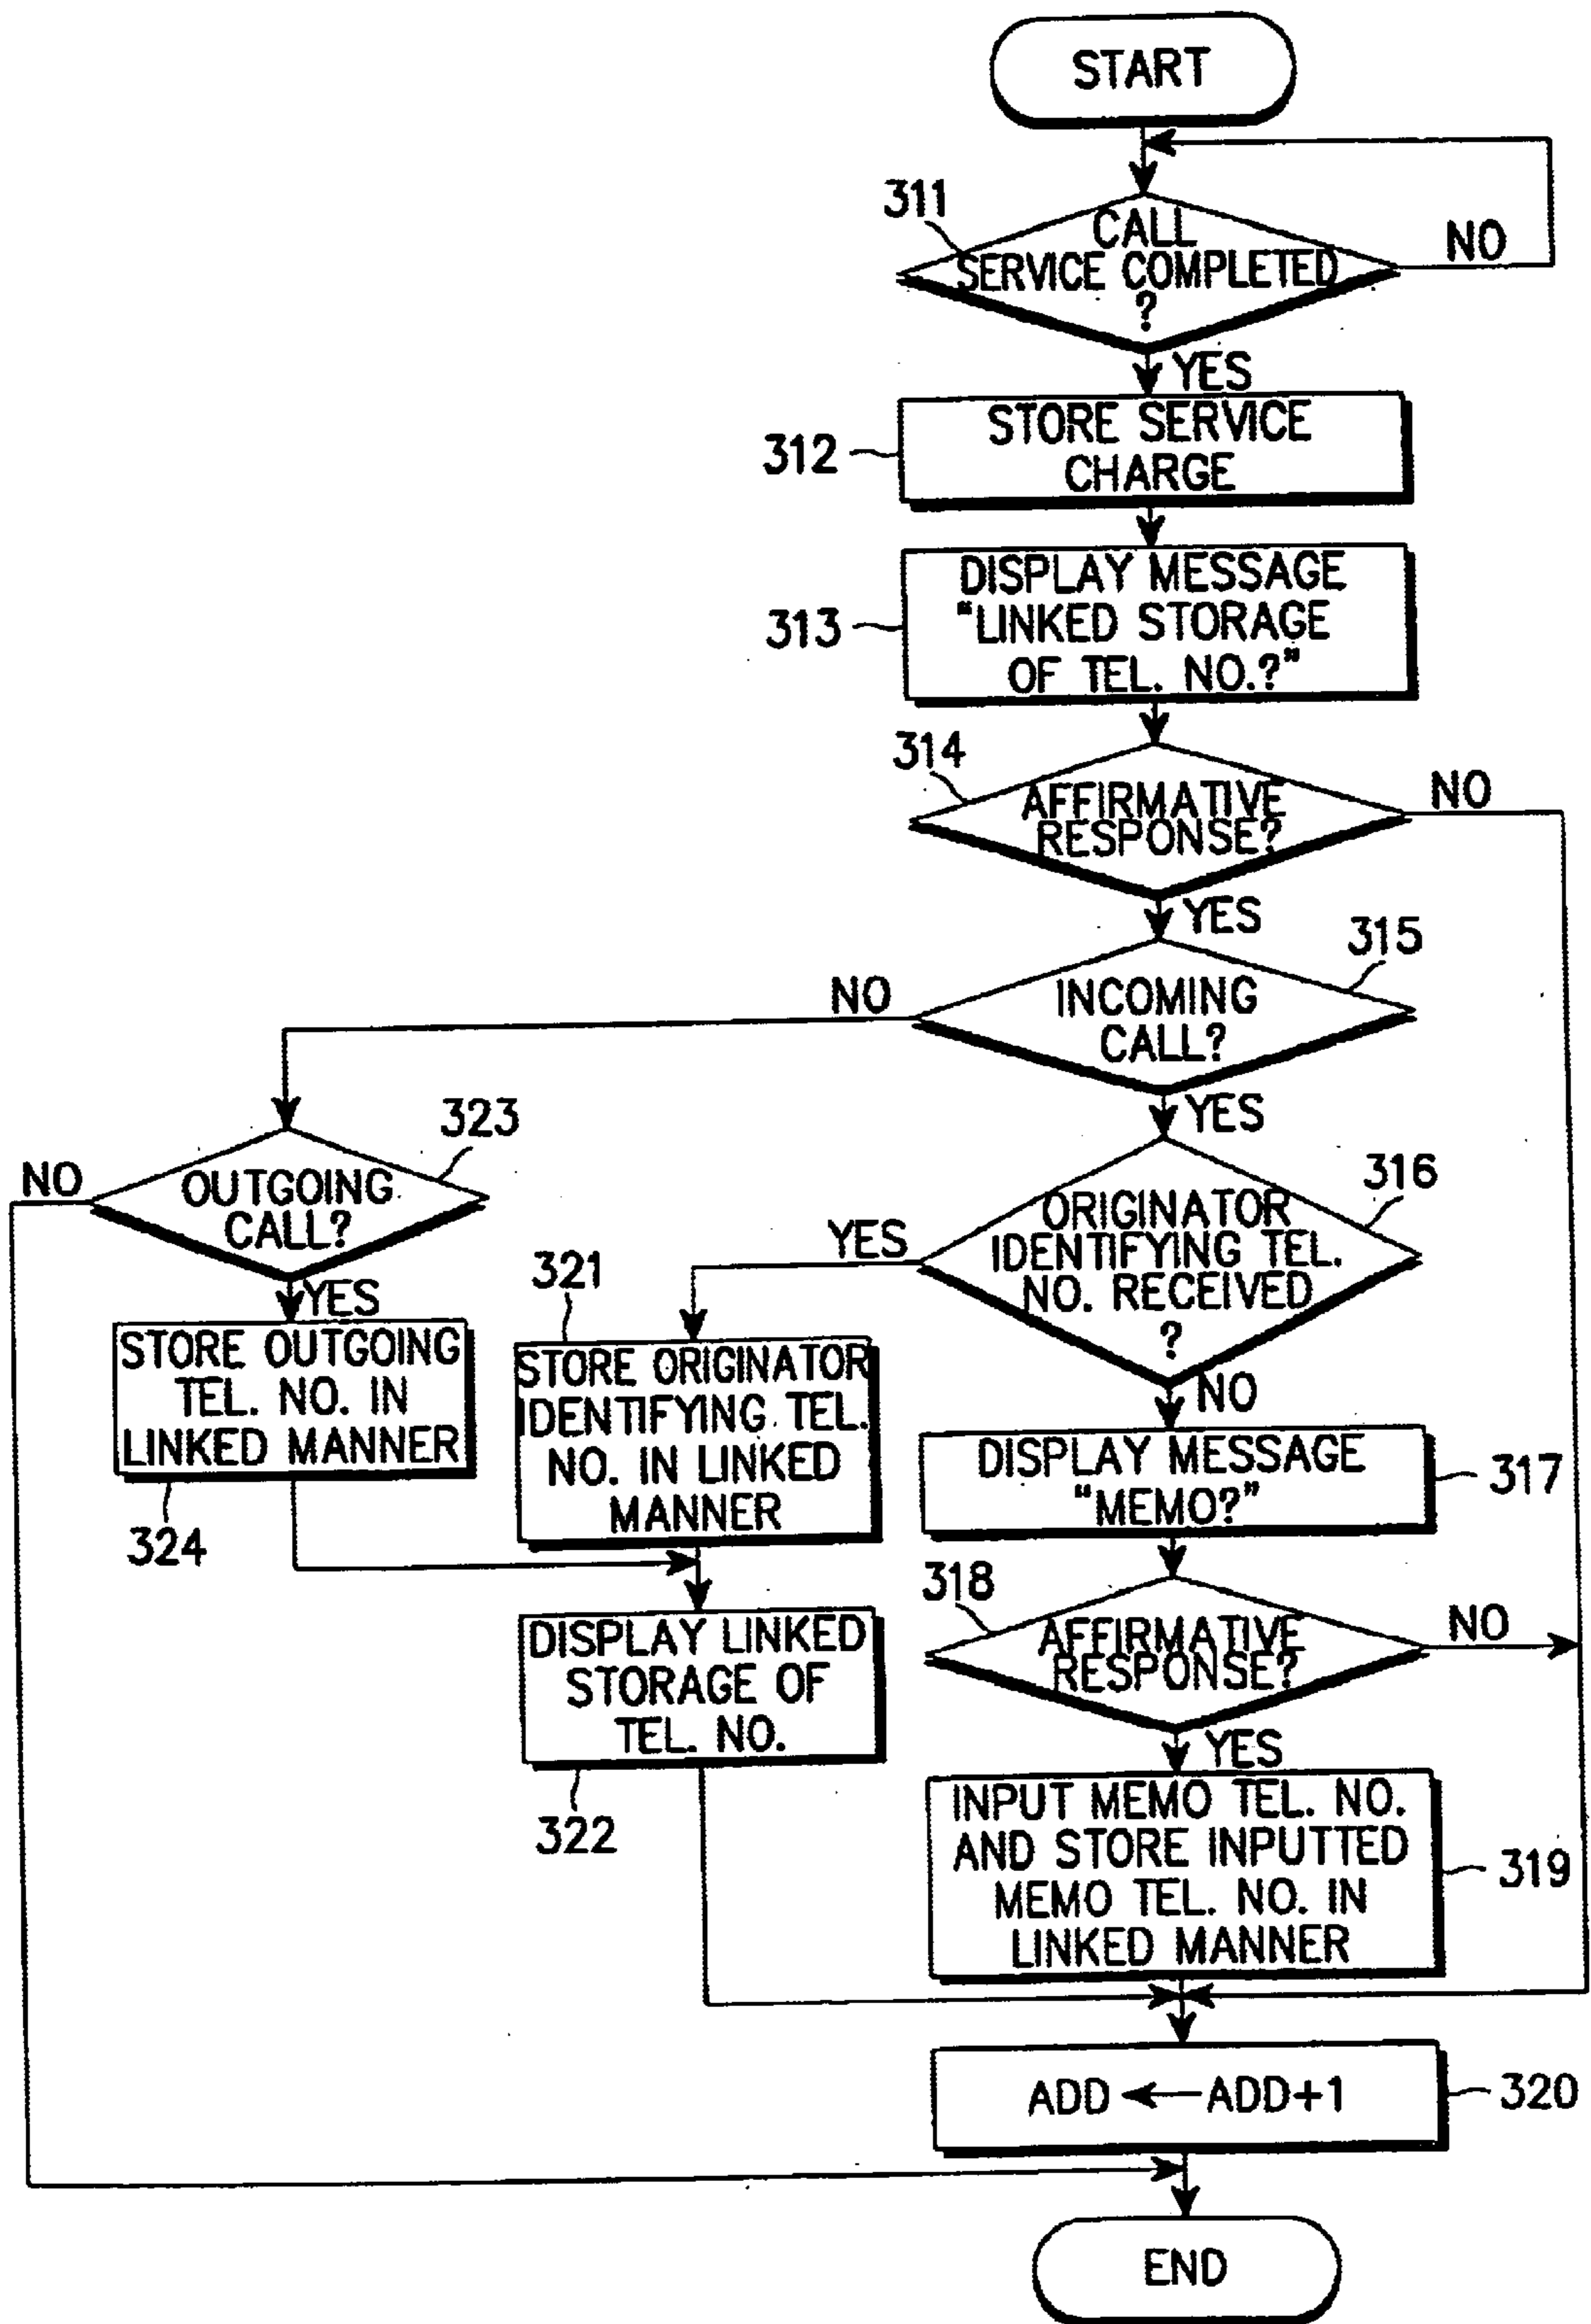 START
311
CALL
SERVICE COMPLETED
?
NO
YES
312
STORE SERVICE
CHARGE
313
DISPLAY MESSAGE
"LINKED STORAGE
OF TEL. NO.?"
314
AFFIRMATIVE
RESPONSE?
NO
YES
315
INCOMING
CALL?
NO
YES
323
OUTGOING
CALL?
NO
YES
316
ORIGINATOR
IDENTIFYING TEL.
NO. RECEIVED
?
YES
NO
321
STORE ORIGINATOR
IDENTIFYING TEL.
NO. IN LINKED
MANNER
STORE OUTGOING
TEL. NO. IN
LINKED MANNER
324
DISPLAY MESSAGE
"MEMO?"
317
318
AFFIRMATIVE
RESPONSE?
NO
YES
DISPLAY LINKED
STORAGE OF
TEL. NO.
322
INPUT MEMO TEL. NO.
AND STORE INPUTTED
MEMO TEL. NO. IN
LINKED MANNER
319
ADD ← ADD+1
320
END